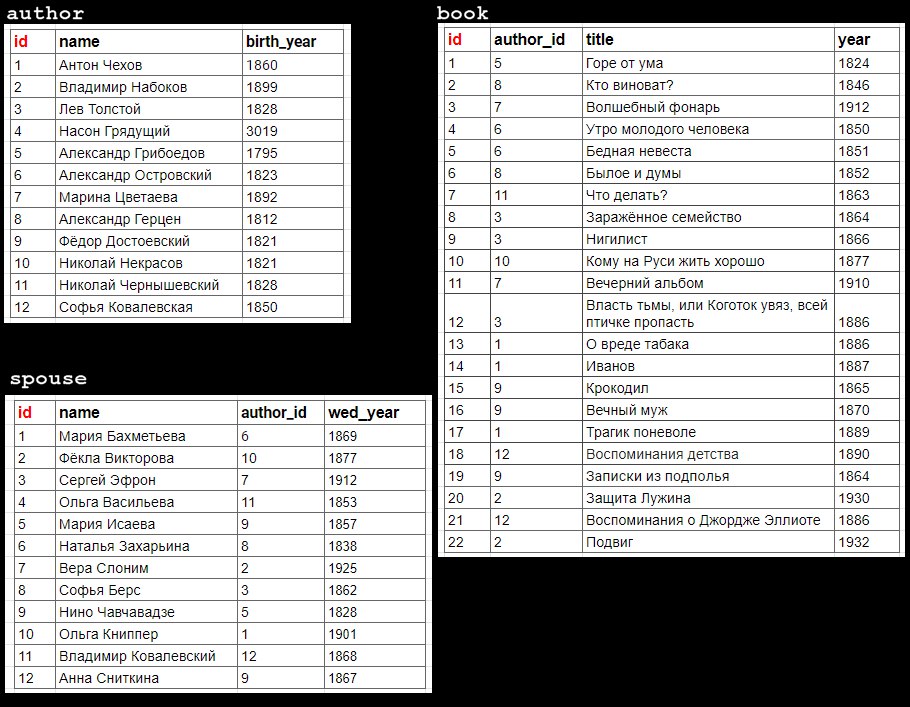 author
id name birth_year
1 Антон Чехов 1860
2 Владимир Набоков 1899
3 Лев Толстой 1828
4 Насон Грядущий 3019
5 Александр Грибоедов 1795
6 Александр Островский 1823
7 Марина Цветаева 1892
8 Александр Герцен 1812
9 Фёдор Достоевский 1821
10 Николай Некрасов 1821
11 Николай Чернышевский 1828
12 Софья Ковалевская 1850
spouse
id name author_id wed_year
1 Мария Бахметьева 6 1869
2 Фёкла Викторова 10 1877
3 Сергей Эфрон 7 1912
4 Ольга Васильева 11 1853
5 Мария Исаева 9 1857
6 Наталья Захарьина 8 1838
7 Вера Слоним 2 1925
8 Софья Берс 3 1862
9 Нино Чавчавадзе 5 1828
10 Ольга Книппер 1 1901
11 Владимир Ковалевский 12 1868
12 Анна Сниткина 9 1867
book
id author_id title year
1 5 Горе от ума 1824
2 8 Кто виноват? 1846
3 7 Волшебный фонарь 1912
4 6 Утро молодого человека 1850
5 6 Бедная невеста 1851
6 8 Былое и думы 1852
7 11 Что делать? 1863
8 3 Заражённое семейство 1864
9 3 Нигилист 1866
10 10 Кому на Руси жить хорошо 1877
11 7 Вечерний альбом 1910
Власть тьмы, или Коготок увяз, всей
12 3 птичке пропасть 1886
13 1 О вреде табака 1886
14 1 Иванов 1887
15 9 Крокодил 1865
16 9 Вечный муж 1870
17 1 Трагик поневоле 1889
18 12 Воспоминания детства 1890
19 9 Записки из подполья 1864
20 2 Защита Лужина 1930
21 12 Воспоминания о Джордже Эллиоте 1886
22 2 Подвиг 1932